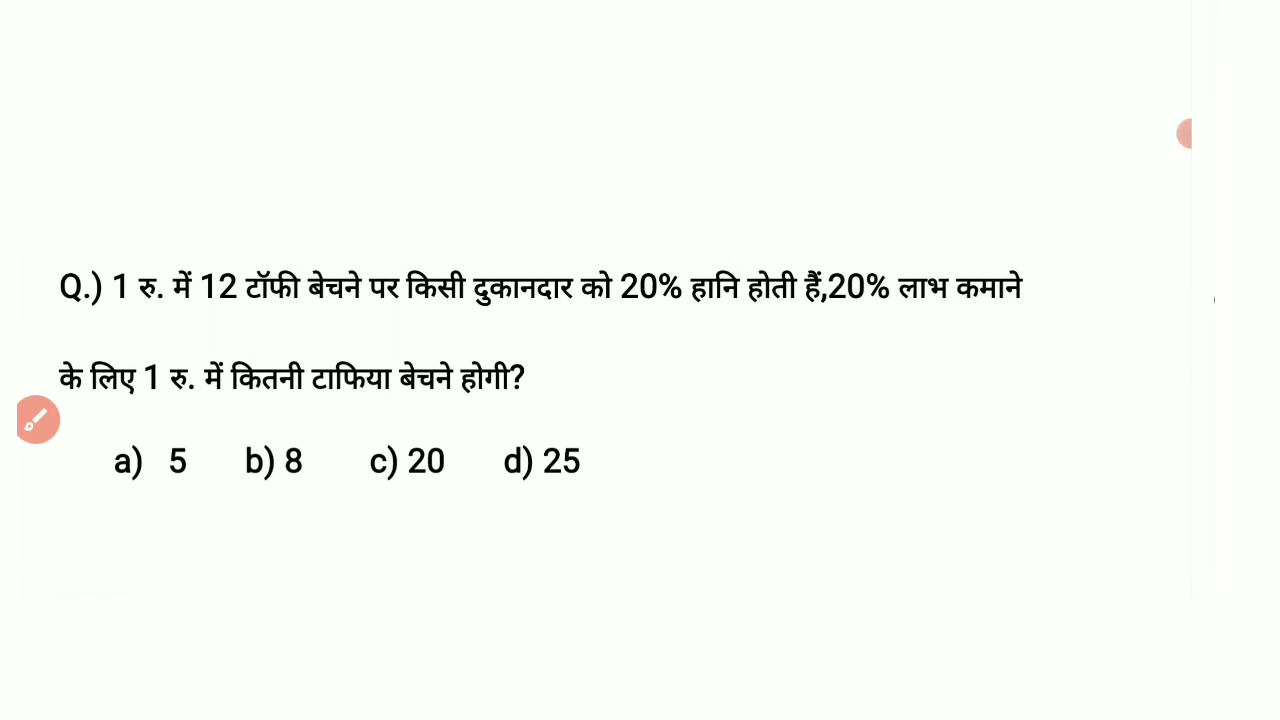 Q.) 1 रु. में 12 टॉफी बेचने पर किसी दुकानदार को 20% हानि होती हैं,20% लाभ कमाने
के लिए 1 रु. में कितनी टाफिया बेचने होगी?
a) 5 b) 8 c) 20 d) 25